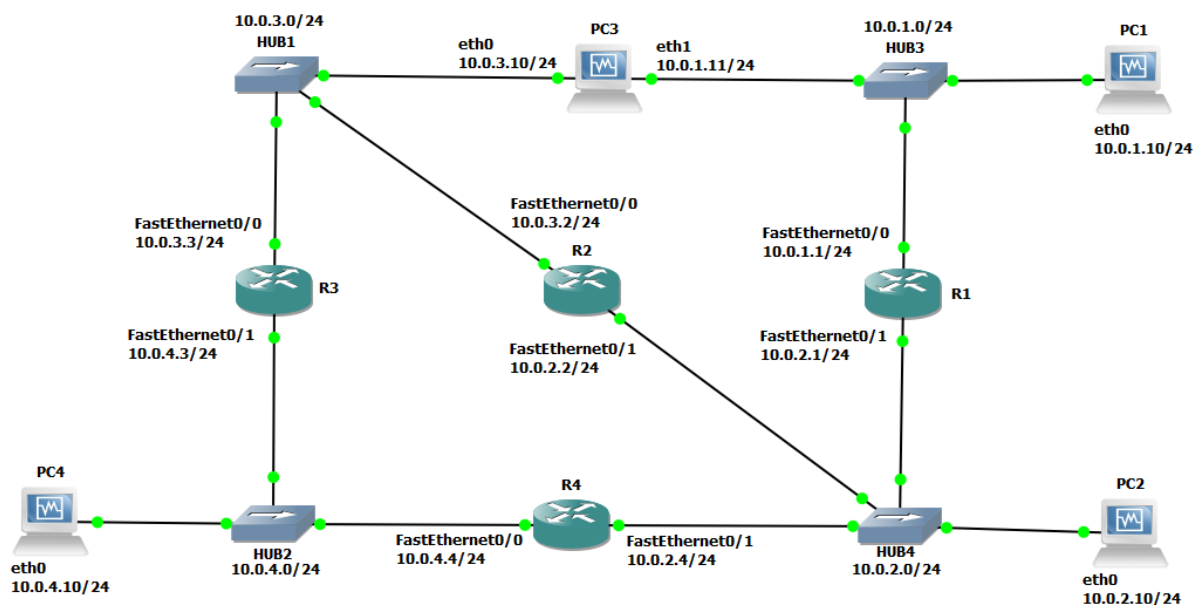 10.0.3.0/24
HUB1
eth0
10.0.3.10/24
PC3
eth1
10.0.1.11/24
10.0.1.0/24
HUB3
PC1
eth0
10.0.1.10/24
FastEthernet0/0
10.0.3.3/24
R3
FastEthernet0/1
10.0.4.3/24
FastEthernet0/0
10.0.3.2/24
R2
FastEthernet0/1
10.0.2.2/24
FastEthernet0/0
10.0.1.1/24
R1
FastEthernet0/1
10.0.2.1/24
PC4
eth0
10.0.4.10/24
HUB2
10.0.4.0/24
R4
FastEthernet0/0
10.0.4.4/24
FastEthernet0/1
10.0.2.4/24
HUB4
10.0.2.0/24
PC2
eth0
10.0.2.10/24